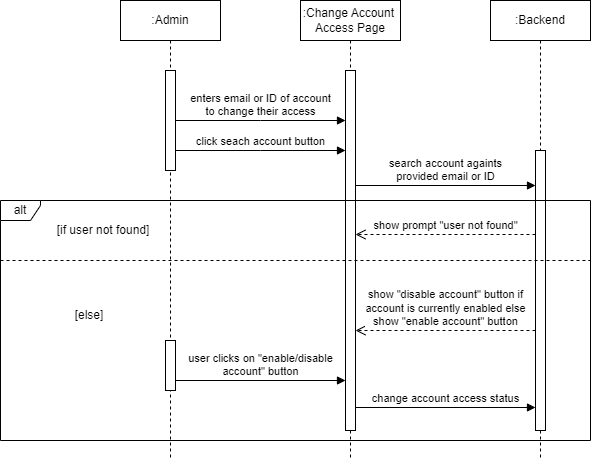 :Admin
:Change Account
Access Page
:Backend
enters email or ID of account
to change their access
click seach account button
search account againts
provided email or ID
alt
[if user not found]
show prompt "user not found"
[else]
show "disable account" button if
account is currently enabled else
show "enable account" button
user clicks on "enable/disable
account" button
change account access status